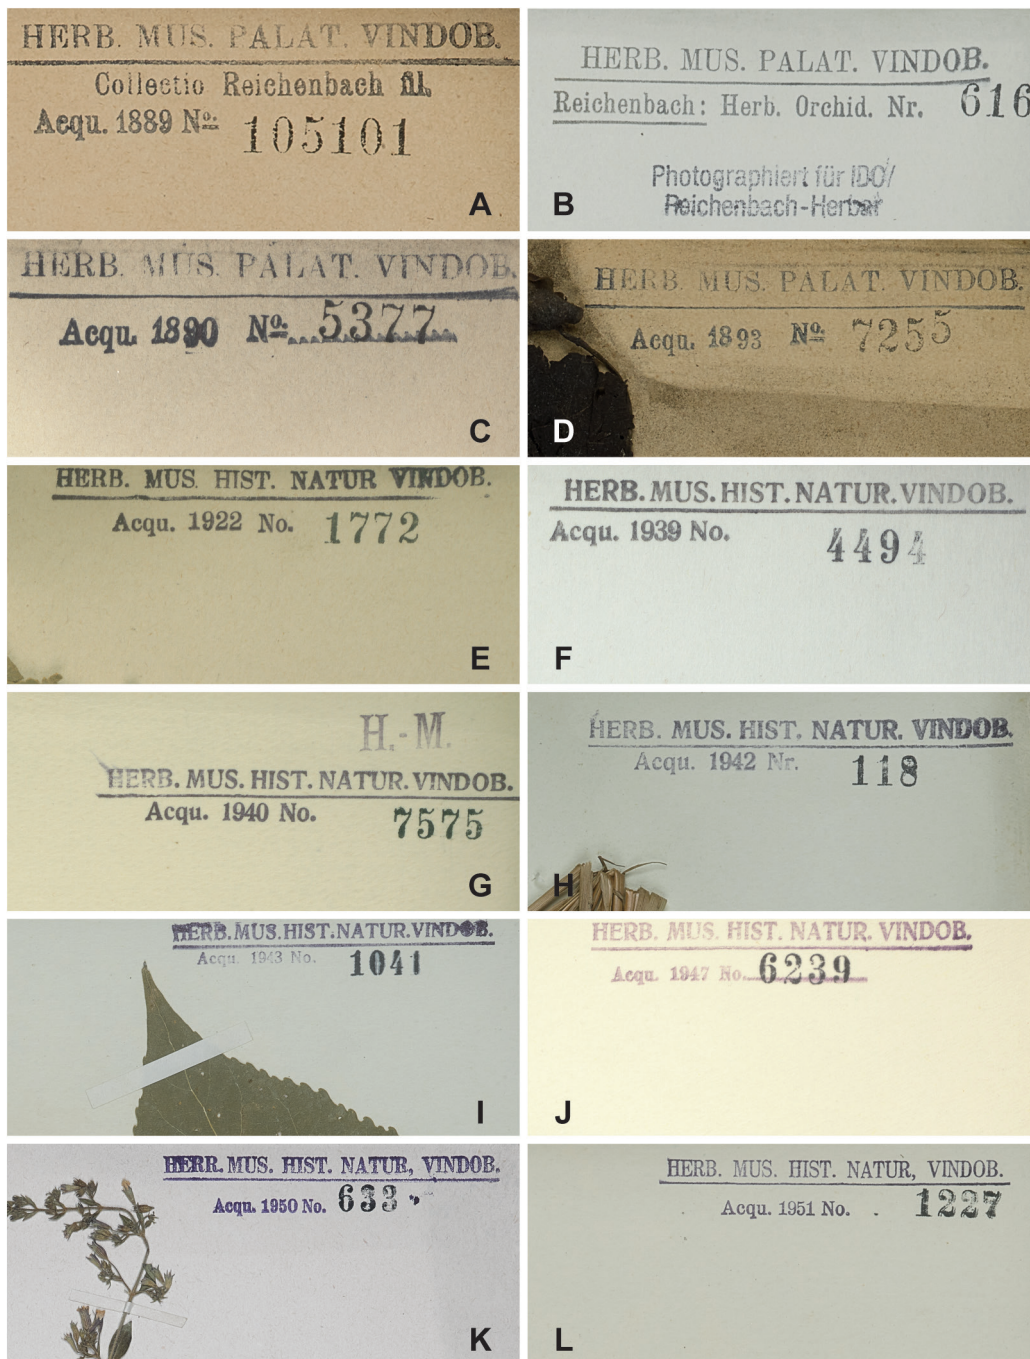 HERB. MUS. PALAT. VINDOB.
Collectio Reichenbach fil.
Acqu. 1889 No: 105101
A
HERB. MUS. PALAT. VINDOB.
Reichenbach: Herb. Orchid. Nr. 616
Photographiert für IDO/
Reichenbach-Herbar
B
HERB. MUS. PALAT. VINDOB.
Acqu. 1890 No: 5377
C
HERB. MUS. PALAT. VINDOB.
Acqu. 1893 No: 7255
D
HERB. MUS. HIST. NATUR VINDOB.
Acqu. 1922 No. 1772
E
HERB. MUS. HIST. NATUR. VINDOB.
Acqu. 1939 No. 4494
F
H.-M.
HERB. MUS. HIST. NATUR. VINDOB.
Acqu. 1940 No. 7575
G
HERB. MUS. HIST. NATUR. VINDOB.
Acqu. 1942 Nr. 118
H
HERB. MUS. HIST. NATUR. VINDOB.
Acqu. 1943 No. 1041
I
HERB. MUS. HIST. NATUR. VINDOB.
Acqu. 1947 No. 6239
J
HERB. MUS. HIST. NATUR, VINDOB.
Acqu. 1950 No. 633
K
HERB. MUS. HIST. NATUR, VINDOB.
Acqu. 1951 No. 1227
L